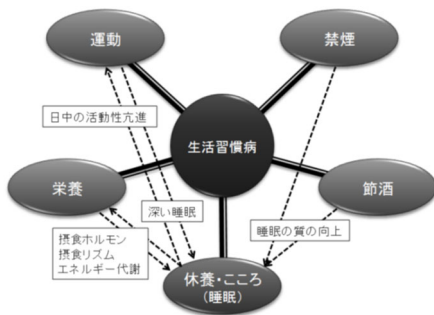 運動
禁煙
日中の活動性亢進
生活習慣病
栄養
節酒
深い睡眠
睡眠の質の向上
摂食ホルモン
摂食リズム
エネルギー代謝
休養・こころ
(睡眠)